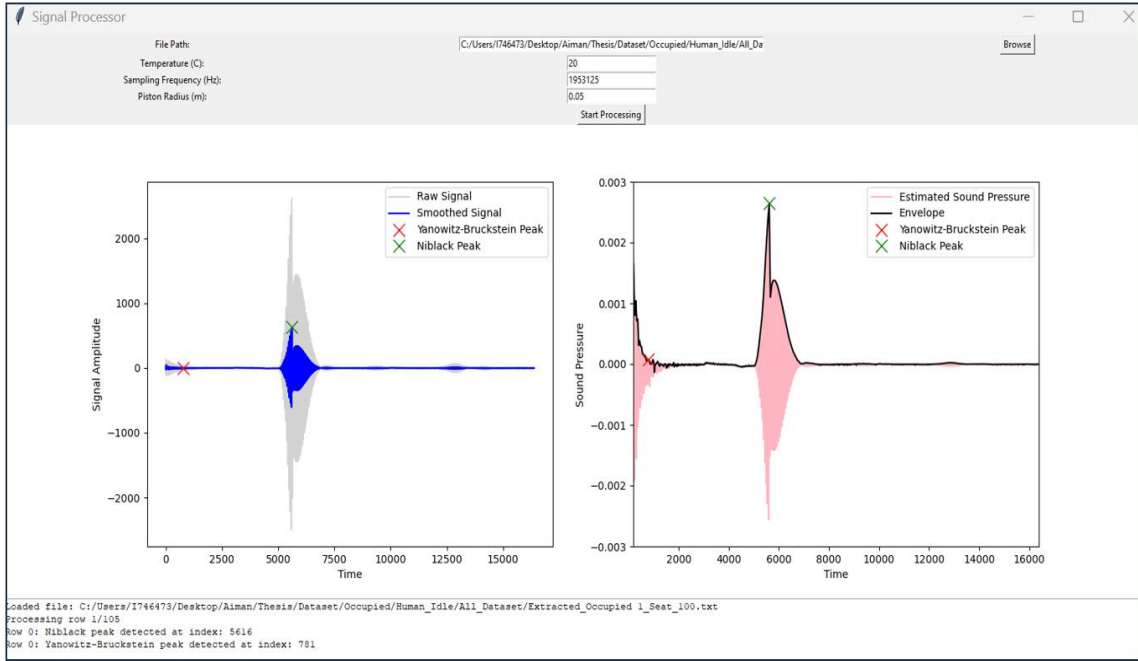 Signal Processor
File Path: C:/Users/I746473/Desktop/Aiman/Thesis/Dataset/Occupied/Human_Idle/All_Da Browse
Temperature (C): 20
Sampling Frequency (Hz): 1953125
Piston Radius (m): 0.05
Start Processing
Raw Signal
Smoothed Signal
Yanowitz-Bruckstein Peak
Niblack Peak
2000
1000
0
−1000
−2000
Signal Amplitude
0 2500 5000 7500 10000 12500 15000
Time
Estimated Sound Pressure
Envelope
Yanowitz-Bruckstein Peak
Niblack Peak
0.003
0.002
0.001
0.000
−0.001
−0.002
−0.003
Sound Pressure
2000 4000 6000 8000 10000 12000 14000 16000
Time
Loaded file: C:/Users/I746473/Desktop/Aiman/Thesis/Dataset/Occupied/Human_Idle/All_Dataset/Extracted_Occupied 1_Seat_100.txt
Processing row 1/105
Row 0: Niblack peak detected at index: 5616
Row 0: Yanowitz-Bruckstein peak detected at index: 781